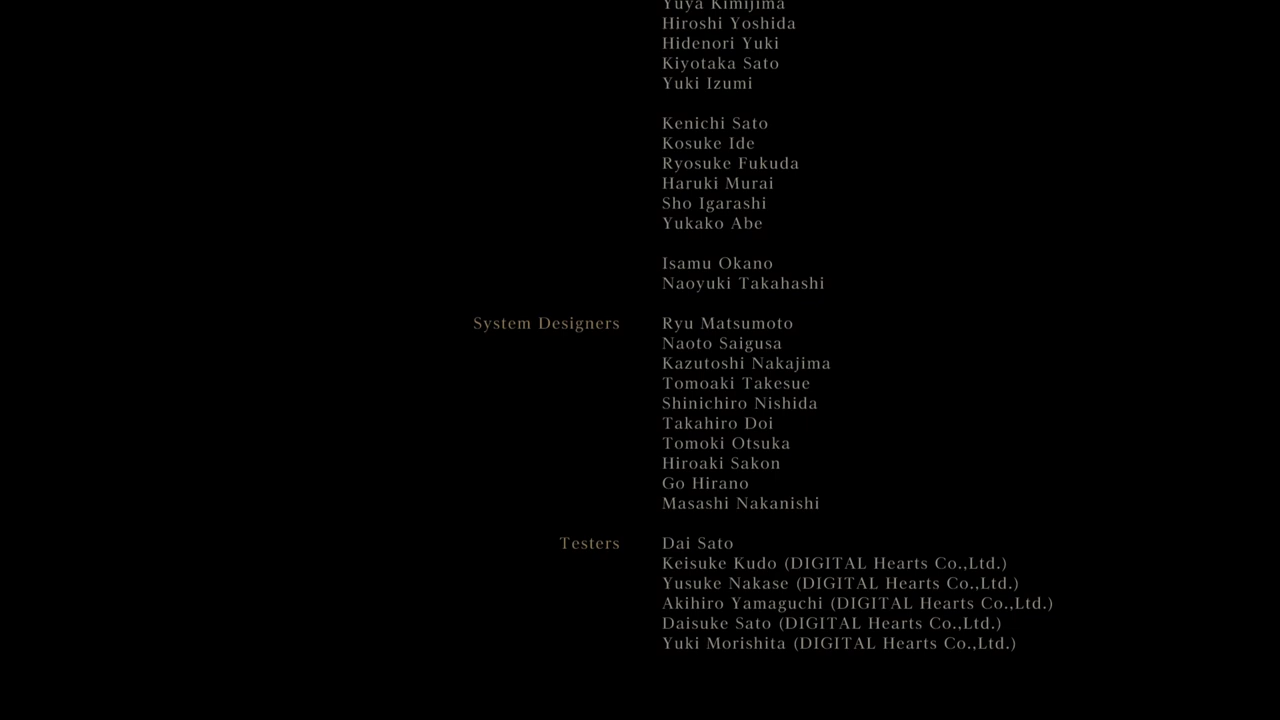 Yuya Kimijima
Hiroshi Yoshida
Hidenori Yuki
Kiyotaka Sato
Yuki Izumi
Kenichi Sato
Kosuke Ide
Ryosuke Fukuda
Haruki Murai
Sho Igarashi
Yukako Abe
Isamu Okano
Naoyuki Takahashi
System Designers Ryu Matsumoto
Naoto Saigusa
Kazutoshi Nakajima
Tomoaki Takesue
Shinichiro Nishida
Takahiro Doi
Tomoki Otsuka
Hiroaki Sakon
Go Hirano
Masashi Nakanishi
Testers Dai Sato
Keisuke Kudo (DIGITAL Hearts Co.,Ltd.)
Yusuke Nakase (DIGITAL Hearts Co.,Ltd.)
Akihiro Yamaguchi (DIGITAL Hearts Co.,Ltd.)
Daisuke Sato (DIGITAL Hearts Co.,Ltd.)
Yuki Morishita (DIGITAL Hearts Co.,Ltd.)